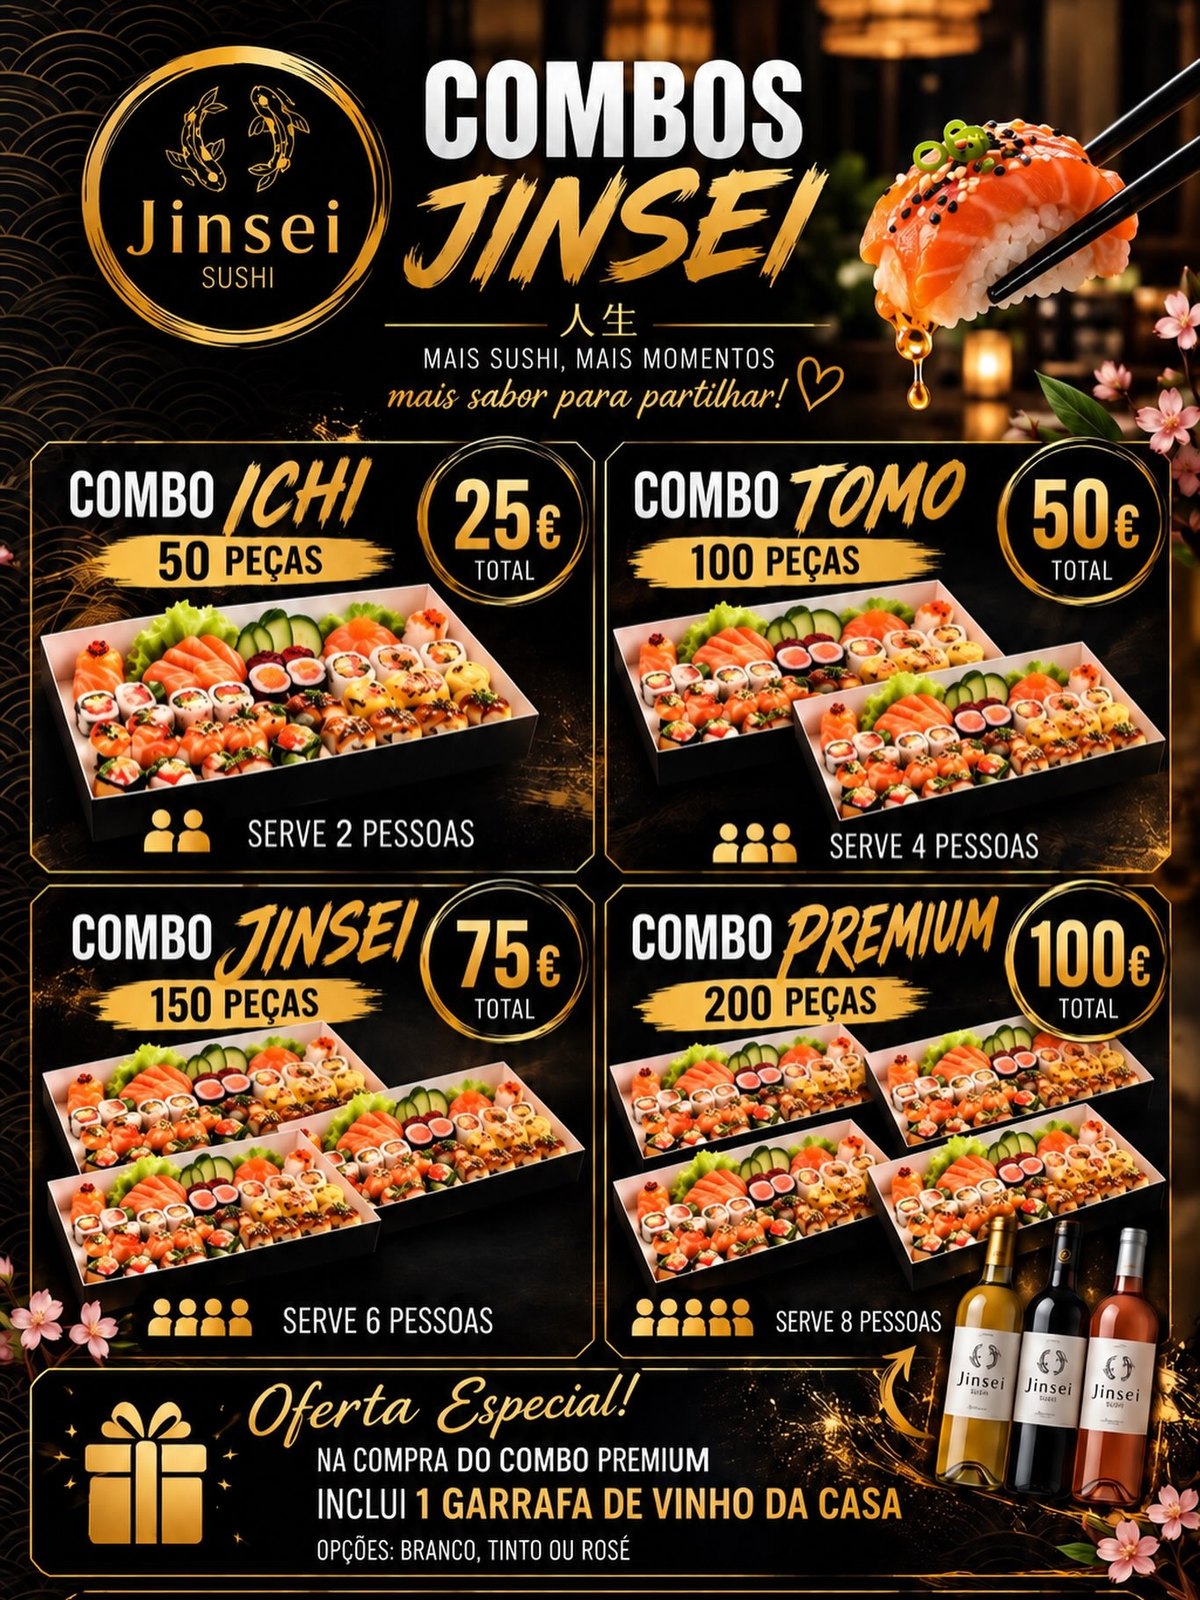 Jinsei
SUSHI
COMBOS
JINSEI
人生
MAIS SUSHI, MAIS MOMENTOS
mais sabor para partilhar!
COMBO ICHI
50 PEÇAS
25€
TOTAL
SERVE 2 PESSOAS
COMBO TOMO
100 PEÇAS
50€
TOTAL
SERVE 4 PESSOAS
COMBO JINSEI
150 PEÇAS
75€
TOTAL
SERVE 6 PESSOAS
COMBO PREMIUM
200 PEÇAS
100€
TOTAL
SERVE 8 PESSOAS
Jinsei
SUSHI
Jinsei
SUSHI
Jinsei
SUSHI
Oferta Especial!
NA COMPRA DO COMBO PREMIUM
INCLUI 1 GARRAFA DE VINHO DA CASA
OPÇÕES: BRANCO, TINTO OU ROSÉ